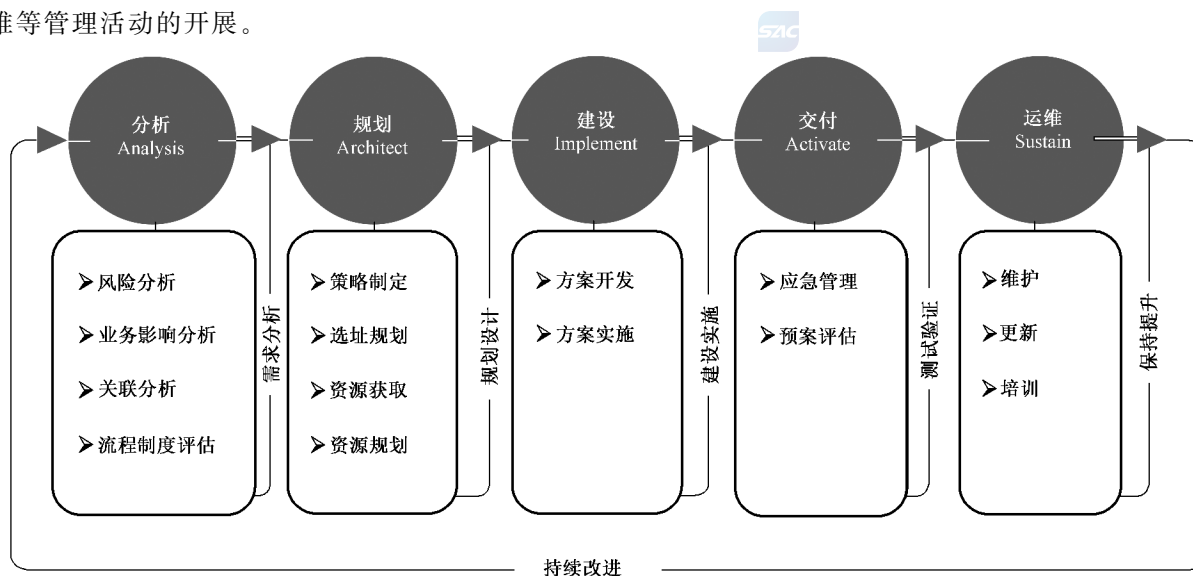 维等管理活动的开展。
SAC
分析
Analysis
规划
Architect
建设
Implement
交付
Activate
运维
Sustain
风险分析
业务影响分析
关联分析
流程制度评估
需求分析
策略制定
选址规划
资源获取
资源规划
规划设计
方案开发
方案实施
建设实施
应急管理
预案评估
测试验证
维护
更新
培训
保持提升
持续改进